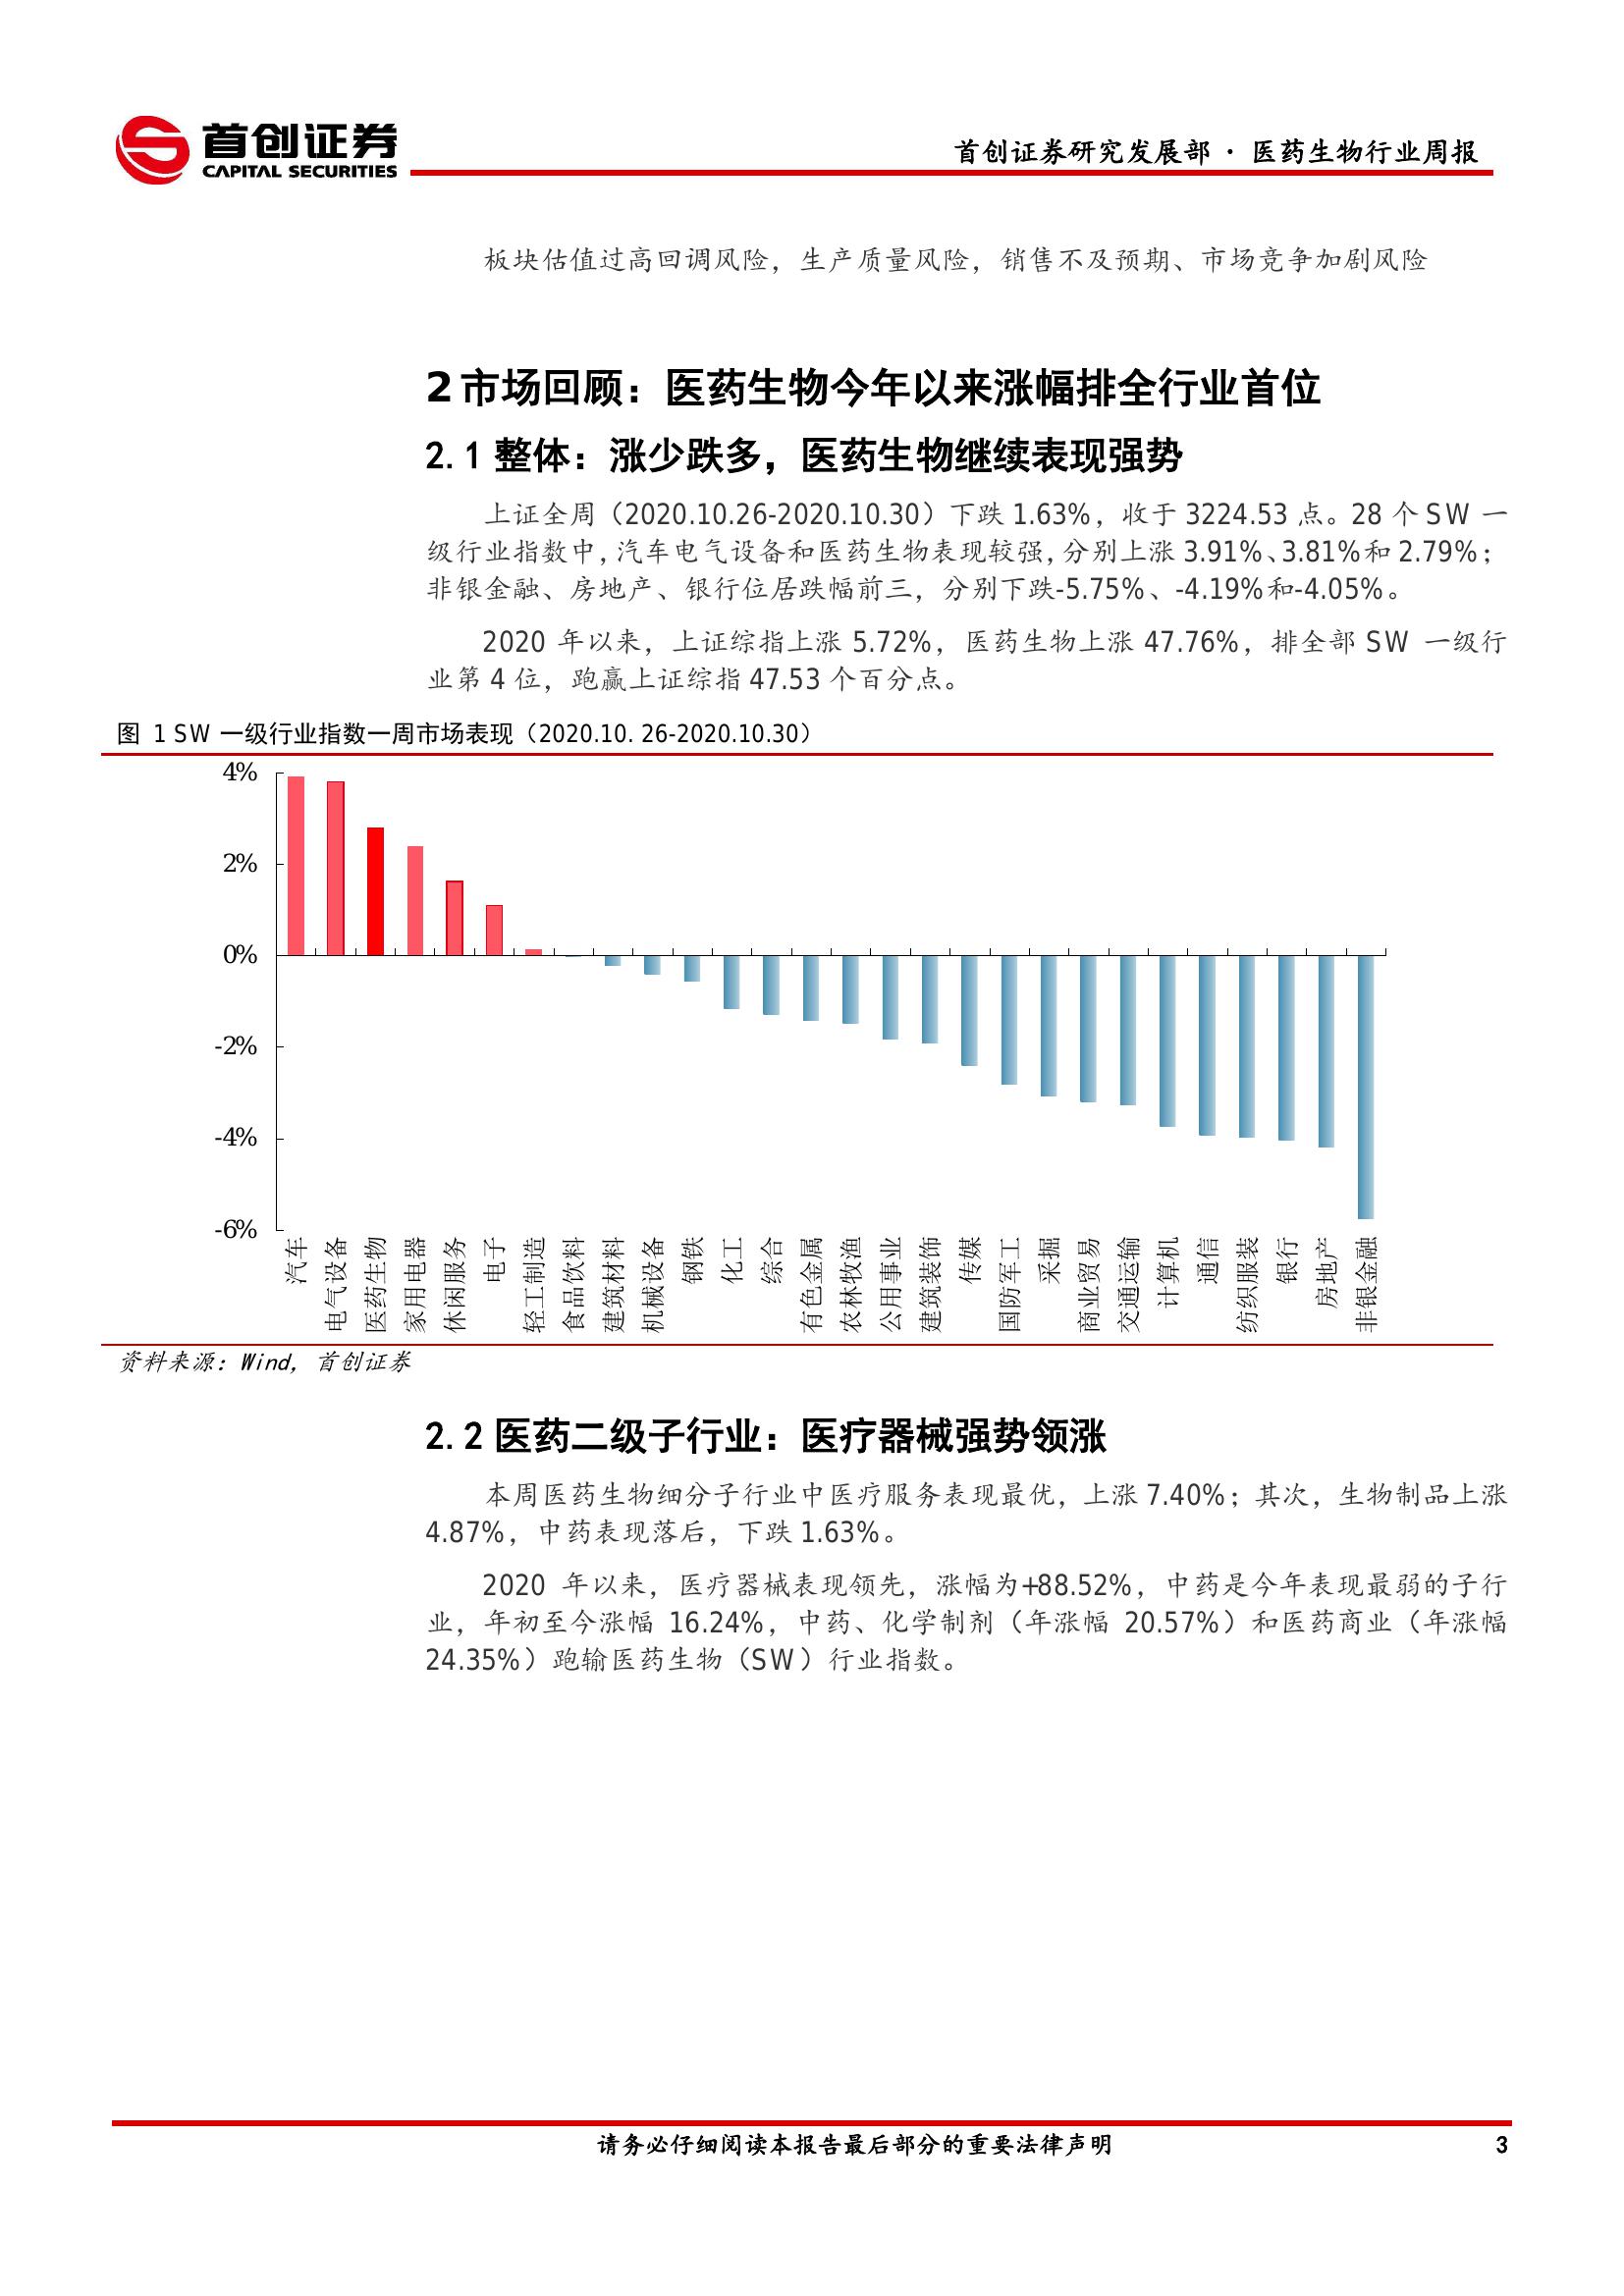 首创证券
CAPITAL SECURITIES
首创证券研究发展部 · 医药生物行业周报
板块估值过高回调风险，生产质量风险，销售不及预期、市场竞争加剧风险
2 市场回顾：医药生物今年以来涨幅排全行业首位
2.1 整体：涨少跌多，医药生物继续表现强势
上证全周（2020.10.26-2020.10.30）下跌 1.63%，收于 3224.53 点。28 个 SW 一
级行业指数中，汽车电气设备和医药生物表现较强，分别上涨 3.91%、3.81%和 2.79%；
非银金融、房地产、银行位居跌幅前三，分别下跌-5.75%、-4.19%和-4.05%。
2020 年以来，上证综指上涨 5.72%，医药生物上涨 47.76%，排全部 SW 一级行
业第 4 位，跑赢上证综指 47.53 个百分点。
图 1 SW 一级行业指数一周市场表现（2020.10. 26-2020.10.30）
4%
2%
0%
-2%
-4%
-6%
汽车
电气设备
医药生物
家用电器
休闲服务
电子
轻工制造
食品饮料
建筑材料
机械设备
钢铁
化工
综合
有色金属
农林牧渔
公用事业
建筑装饰
传媒
国防军工
采掘
商业贸易
交通运输
计算机
通信
纺织服装
银行
房地产
非银金融
资料来源：Wind，首创证券
2.2 医药二级子行业：医疗器械强势领涨
本周医药生物细分子行业中医疗服务表现最优，上涨 7.40%；其次，生物制品上涨
4.87%，中药表现落后，下跌 1.63%。
2020 年以来，医疗器械表现领先，涨幅为+88.52%，中药是今年表现最弱的子行
业，年初至今涨幅 16.24%，中药、化学制剂（年涨幅 20.57%）和医药商业（年涨幅
24.35%）跑输医药生物（SW）行业指数。
请务必仔细阅读本报告最后部分的重要法律声明
3